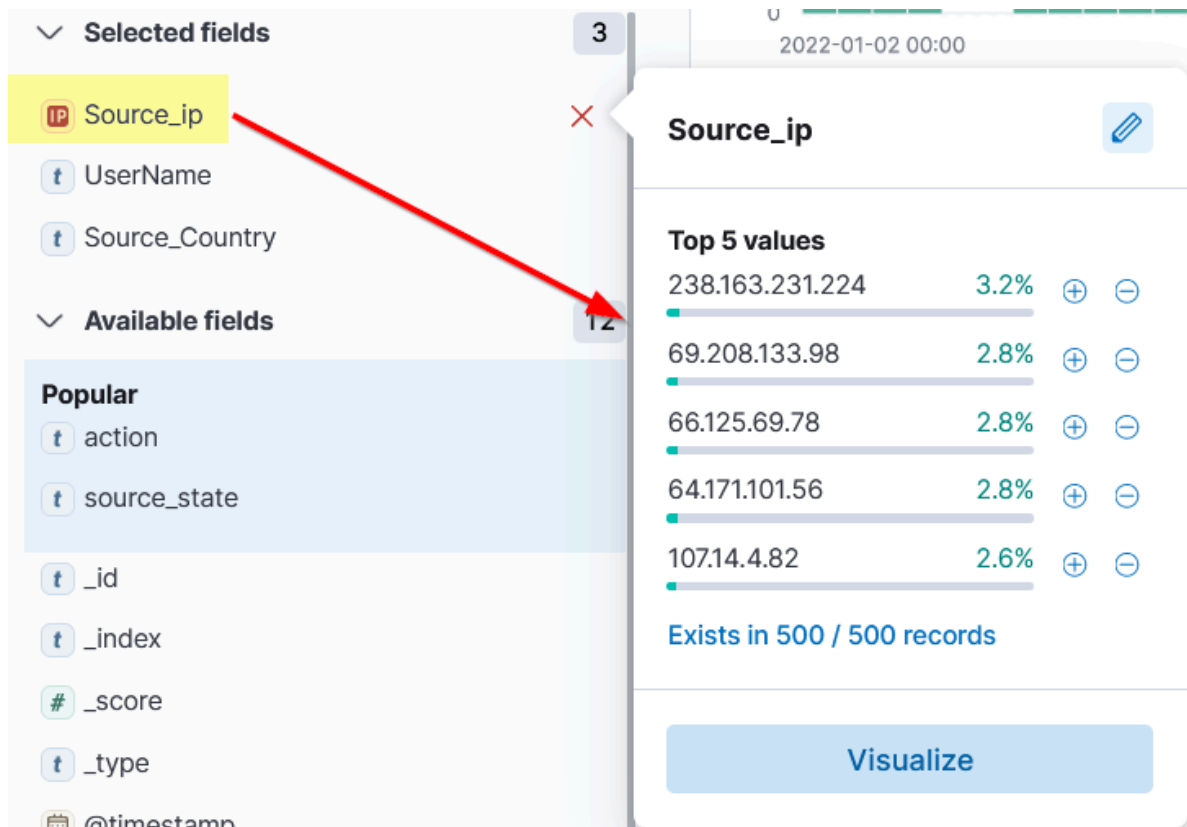 Selected fields
3
IP Source_ip
t UserName
t Source_Country
Available fields
12
Popular
t action
t source_state
t _id
t _index
# _score
t _type
@timestamp
0
2022-01-02 00:00
Source_ip
Top 5 values
238.163.231.224 3.2%
69.208.133.98 2.8%
66.125.69.78 2.8%
64.171.101.56 2.8%
107.14.4.82 2.6%
Exists in 500 / 500 records
Visualize